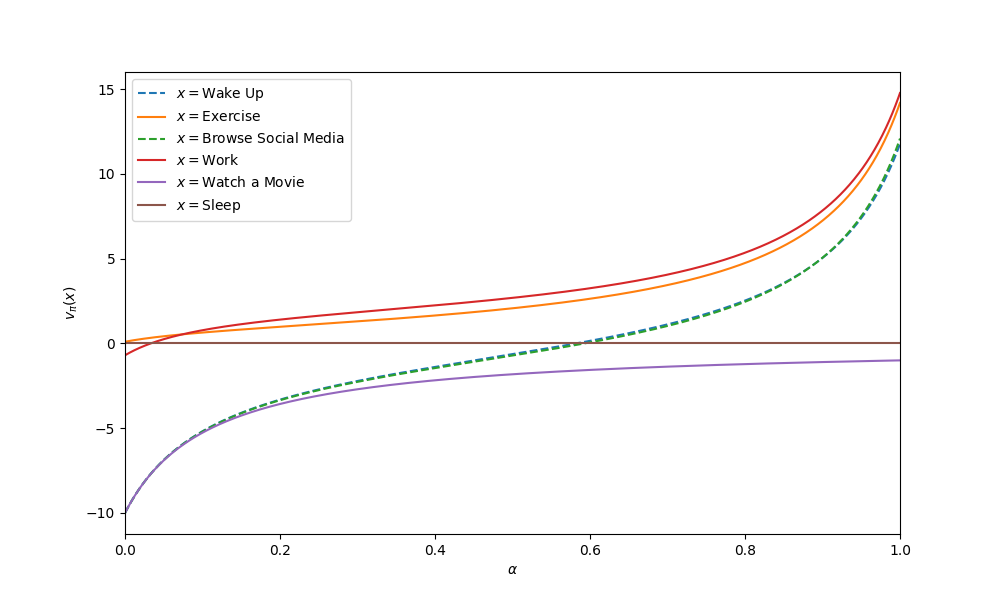 15
10
5
0
−5
−10
vπ(x)
x = Wake Up
x = Exercise
x = Browse Social Media
x = Work
x = Watch a Movie
x = Sleep
0.0 0.2 0.4 0.6 0.8 1.0
α